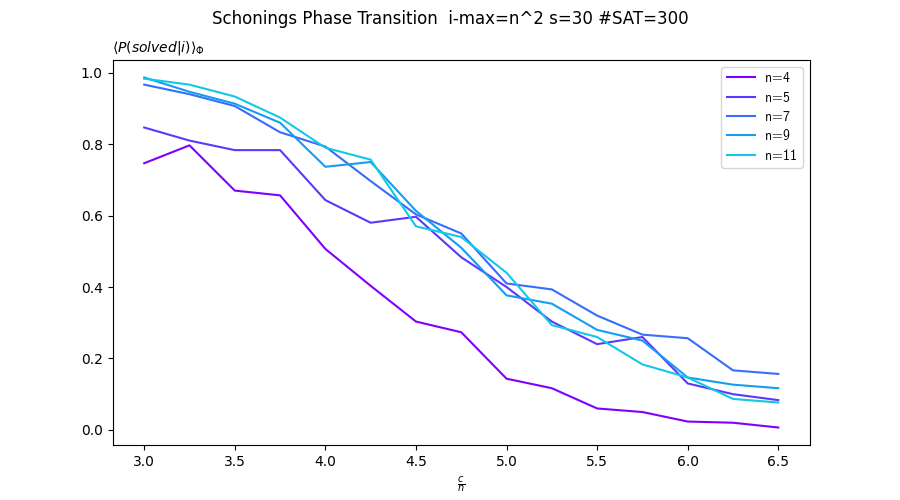 Schonings Phase Transition i-max=n^2 s=30 #SAT=300
⟨P(solved|i)⟩Φ
1.0
0.8
0.6
0.4
0.2
0.0
n=4
n=5
n=7
n=9
n=11
3.0 3.5 4.0 4.5 5.0 5.5 6.0 6.5
c/n